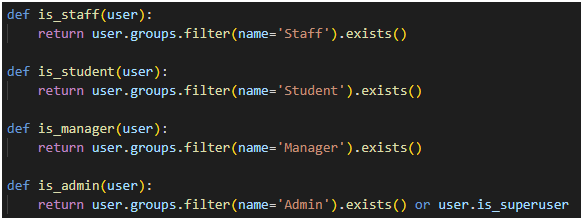 def is_staff(user):
    return user.groups.filter(name='Staff').exists()
def is_student(user):
    return user.groups.filter(name='Student').exists()
def is_manager(user):
    return user.groups.filter(name='Manager').exists()
def is_admin(user):
    return user.groups.filter(name='Admin').exists() or user.is_superuser